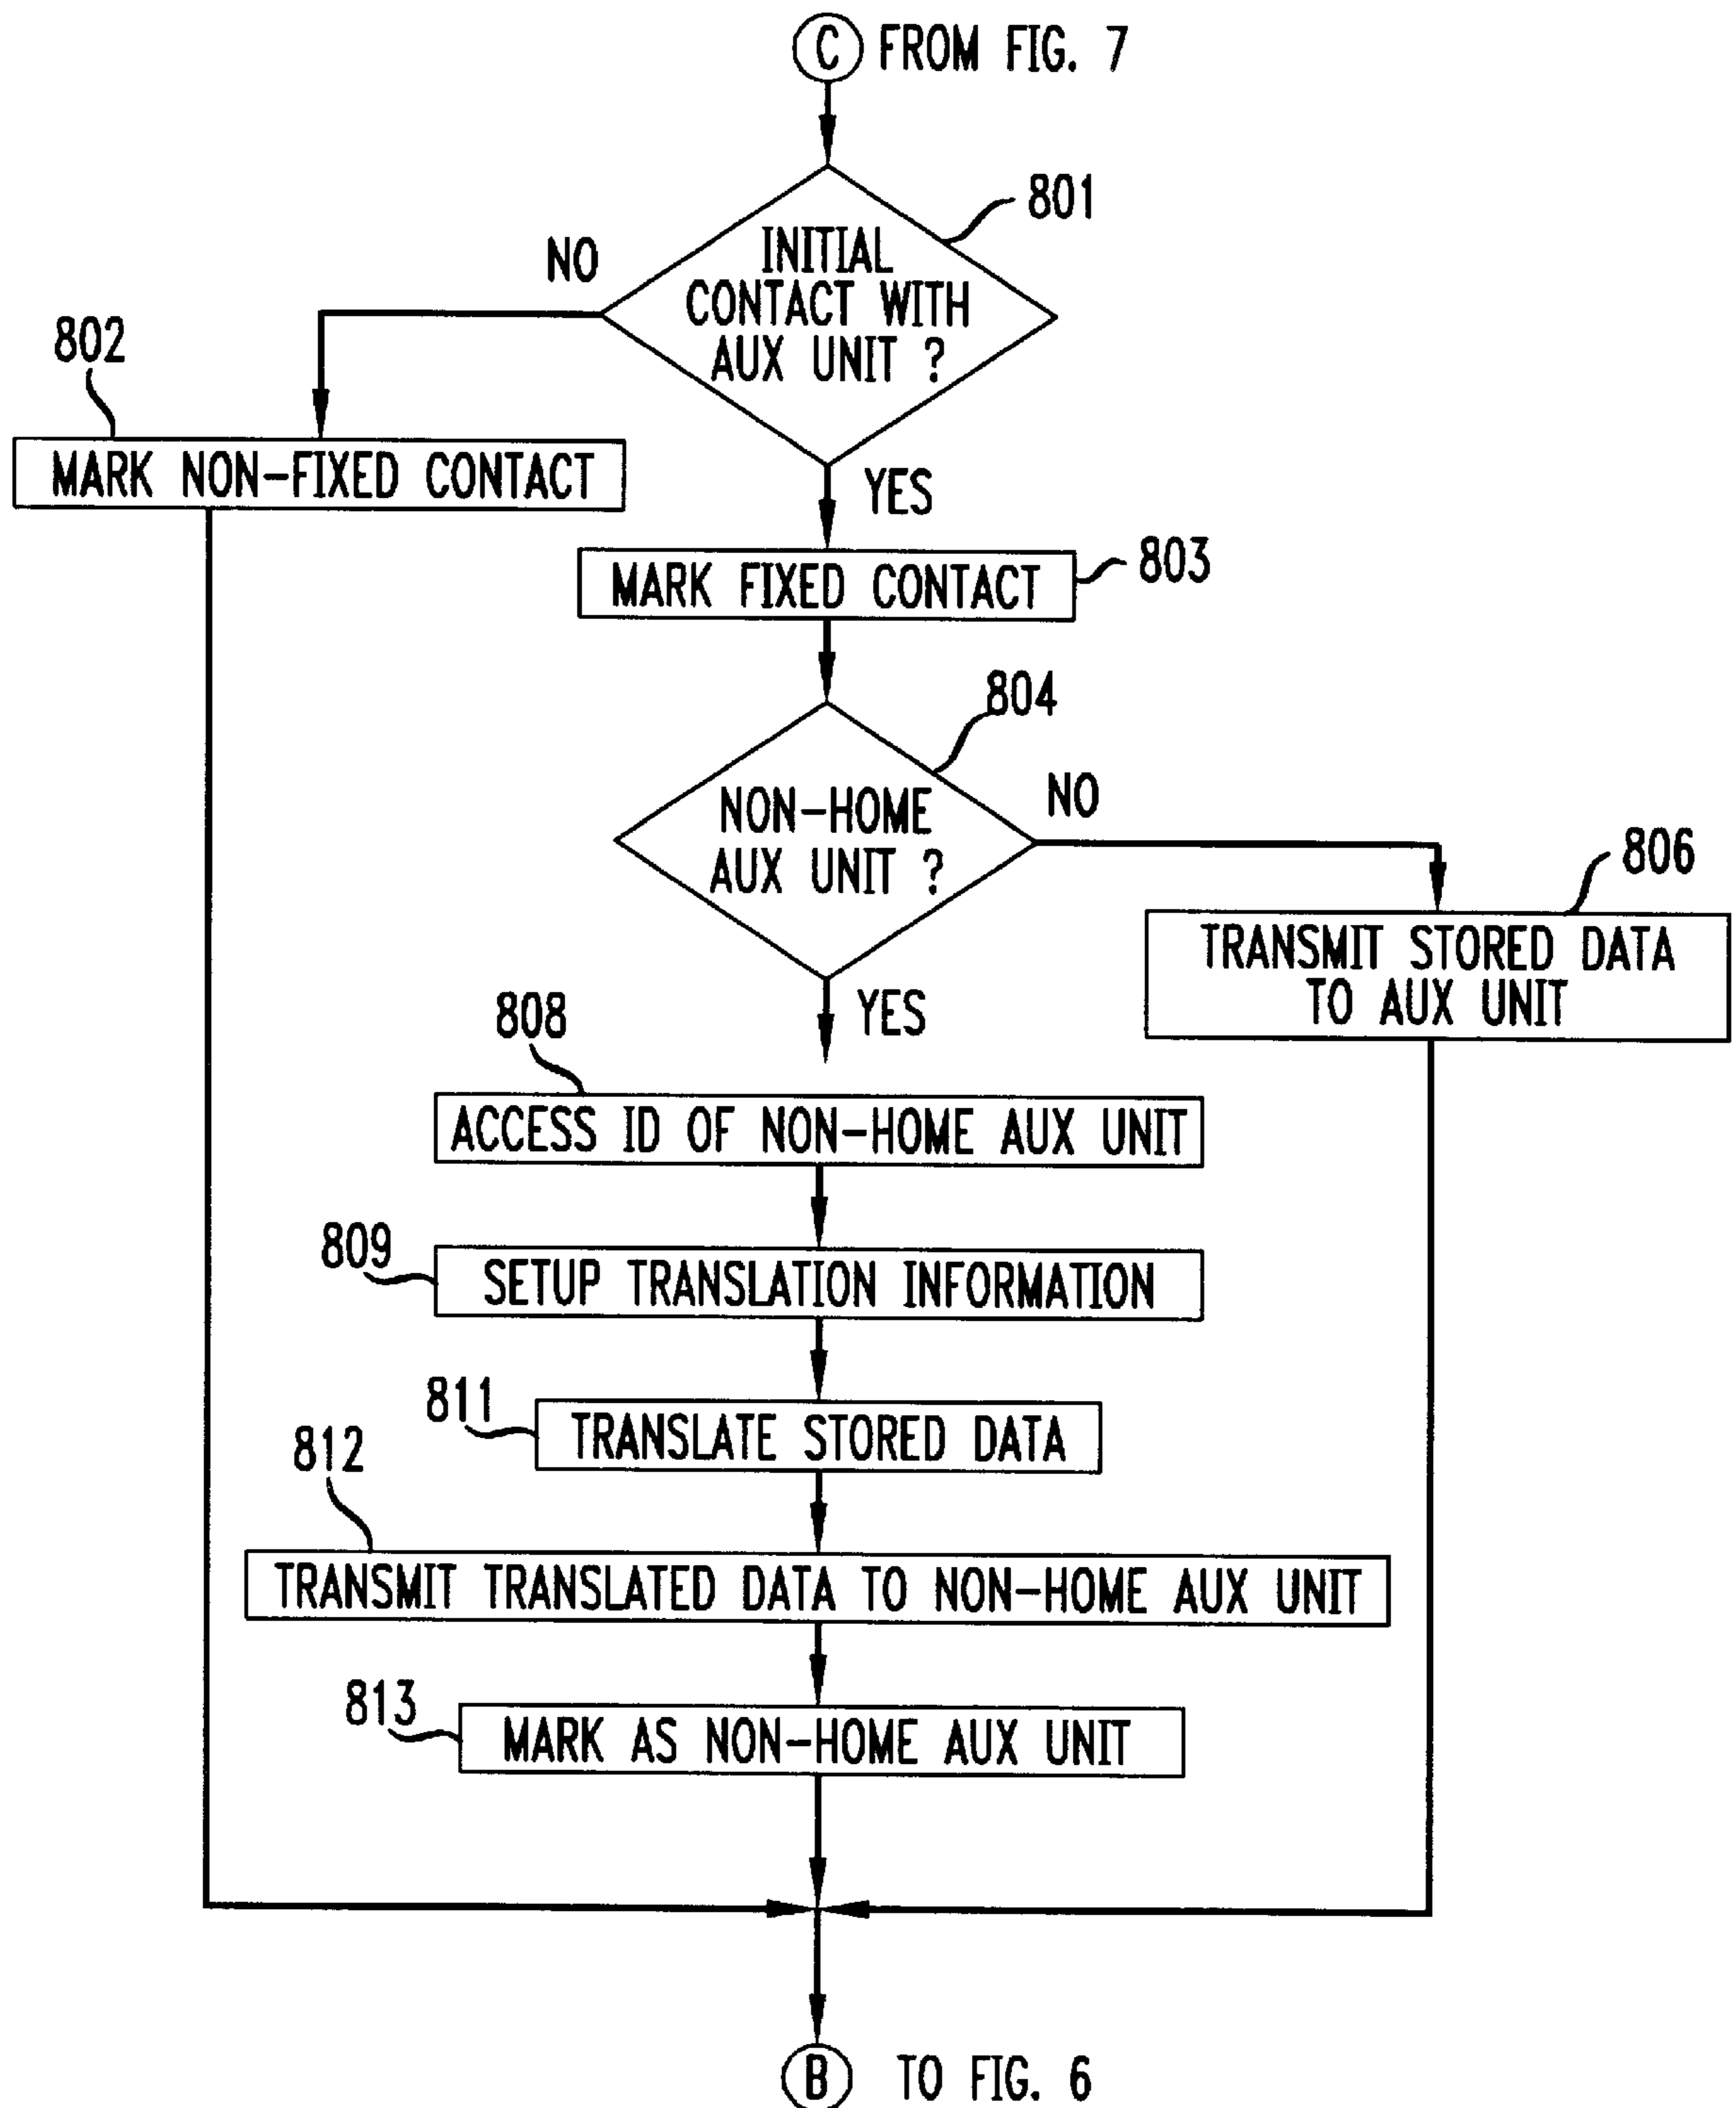 C FROM FIG. 7
801
INITIAL
CONTACT WITH
AUX UNIT ?
NO
802
MARK NON-FIXED CONTACT
YES
MARK FIXED CONTACT
803
804
NON-HOME
AUX UNIT ?
NO
806
TRANSMIT STORED DATA
TO AUX UNIT
YES
808
ACCESS ID OF NON-HOME AUX UNIT
809
SETUP TRANSLATION INFORMATION
811
TRANSLATE STORED DATA
812
TRANSMIT TRANSLATED DATA TO NON-HOME AUX UNIT
813
MARK AS NON-HOME AUX UNIT
B TO FIG. 6